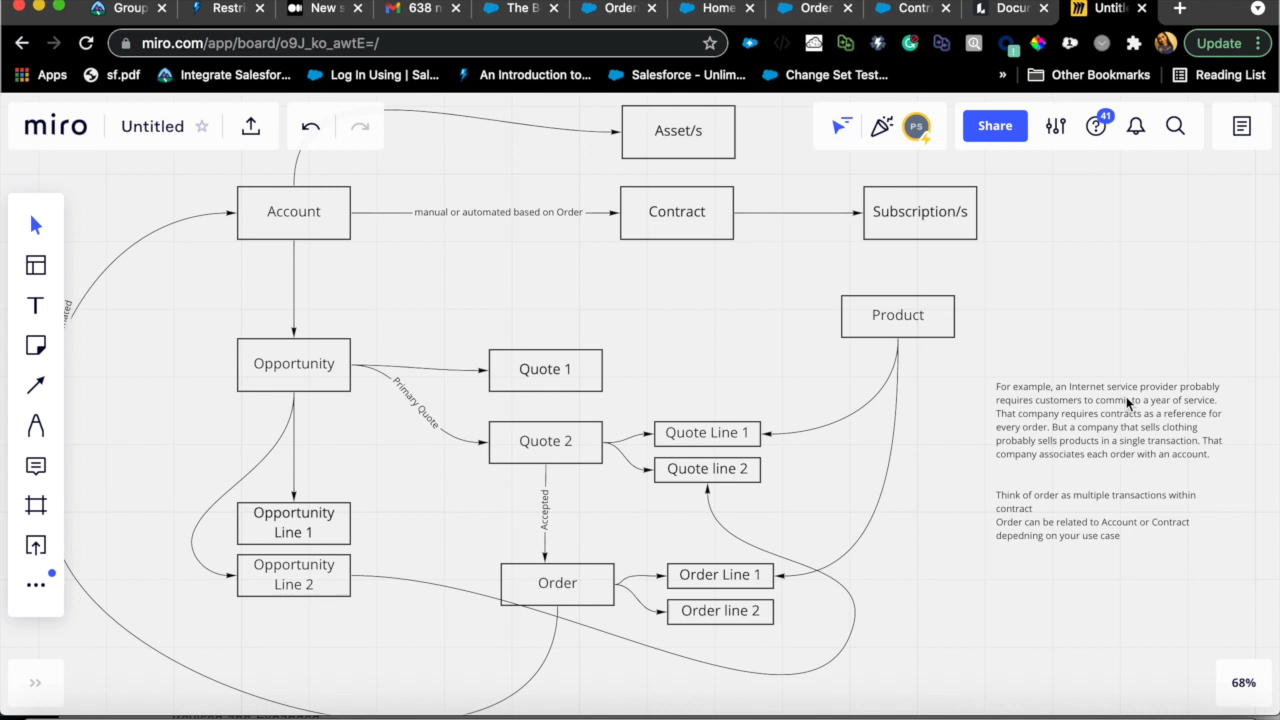 Group
Restri
New s
638 n
The B
Order
Home
Order
Contr
Docur
Untitl
miro.com/app/board/o9J_ko_awtE=/
Update
Apps
sf.pdf
Integrate Salesfor...
Log In Using | Sal...
An Introduction to...
Salesforce - Unlim...
Change Set Test...
»
Other Bookmarks
Reading List
miro
Untitled
PS
Share
41
Asset/s
Account
manual or automated based on Order
Contract
Subscription/s
Product
Opportunity
Primary Quote
Quote 1
Quote 2
Quote Line 1
Quote line 2
For example, an Internet service provider probably
requires customers to commit to a year of service.
That company requires contracts as a reference for
every order. But a company that sells clothing
probably sells products in a single transaction. That
company associates each order with an account.
Think of order as multiple transactions within
contract
Order can be related to Account or Contract
depedning on your use case
Accepted
Opportunity
Line 1
Opportunity
Line 2
Order
Order Line 1
Order line 2
68%